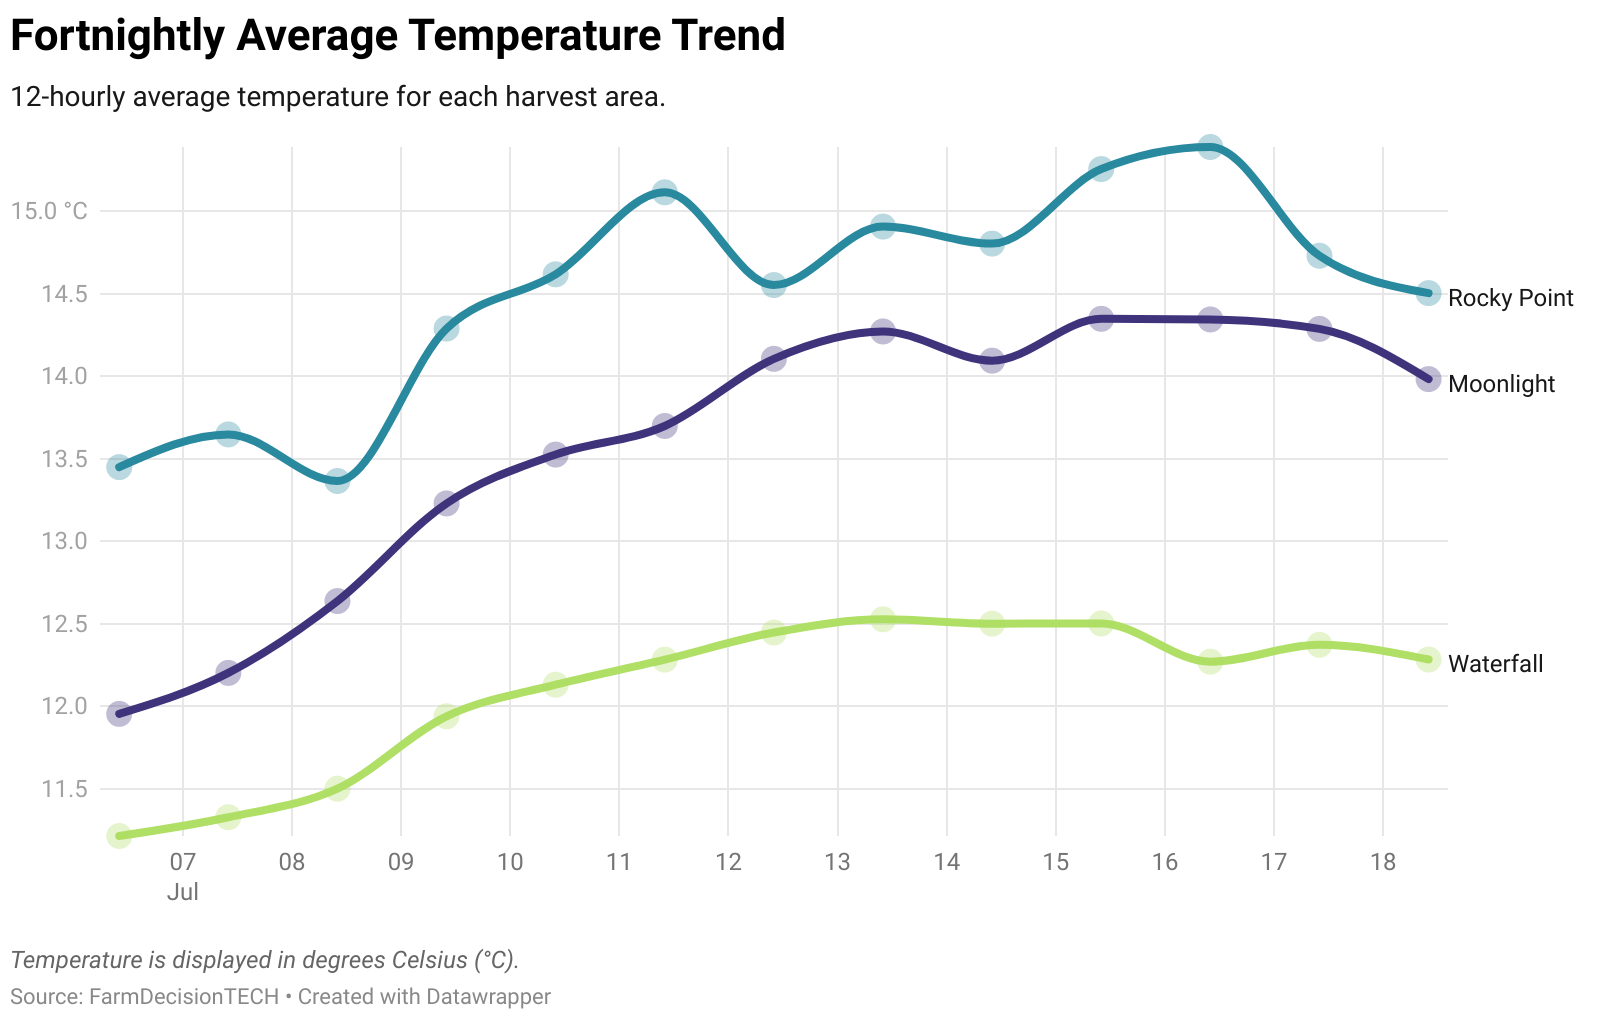 Fortnightly Average Temperature Trend
12-hourly average temperature for each harvest area.
15.0 °C
14.5
14.0
13.5
13.0
12.5
12.0
11.5
Rocky Point
Moonlight
Waterfall
07 08 09 10 11 12 13 14 15 16 17 18
Jul
Temperature is displayed in degrees Celsius (°C).
Source: FarmDecisionTECH • Created with Datawrapper